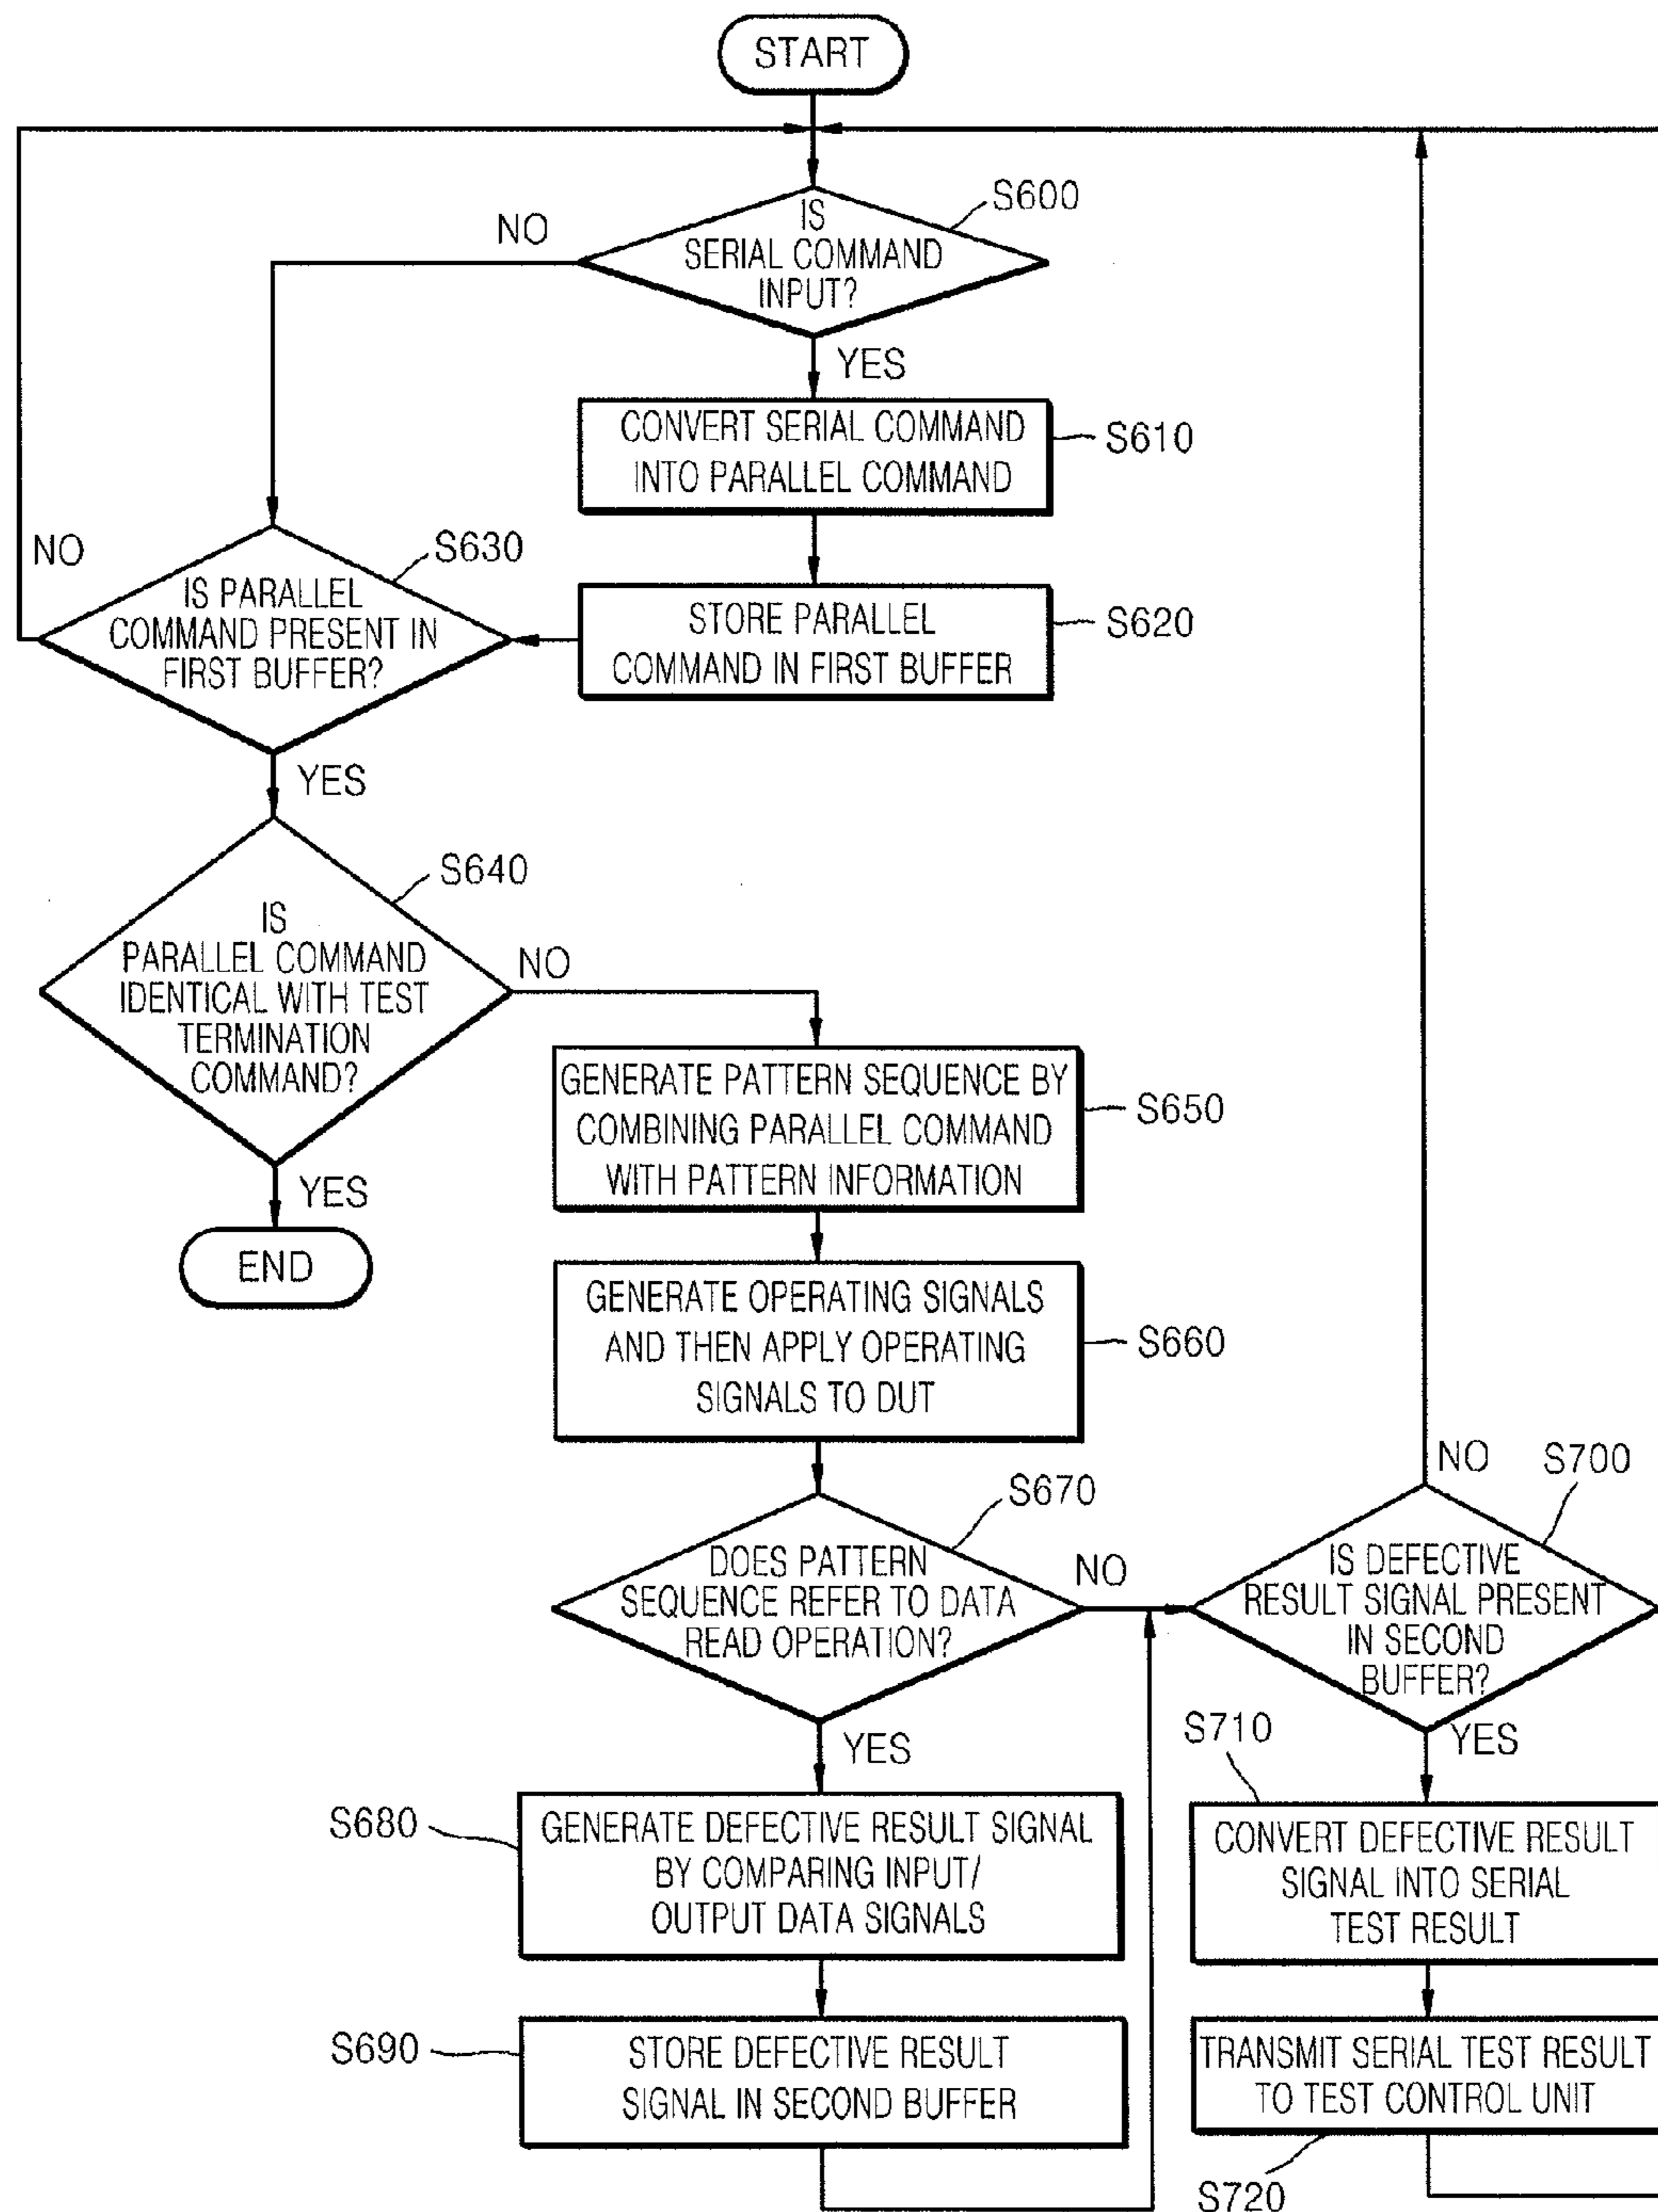 START
S600
IS
SERIAL COMMAND
INPUT?
NO
YES
CONVERT SERIAL COMMAND
INTO PARALLEL COMMAND
S610
NO
S630
IS PARALLEL
COMMAND PRESENT IN
FIRST BUFFER?
STORE PARALLEL
COMMAND IN FIRST BUFFER
S620
YES
S640
IS
PARALLEL COMMAND
IDENTICAL WITH TEST
TERMINATION
COMMAND?
NO
YES
END
GENERATE PATTERN SEQUENCE BY
COMBINING PARALLEL COMMAND
WITH PATTERN INFORMATION
S650
GENERATE OPERATING SIGNALS
AND THEN APPLY OPERATING
SIGNALS TO DUT
S660
S670
DOES PATTERN
SEQUENCE REFER TO DATA
READ OPERATION?
NO
YES
NO
S700
IS DEFECTIVE
RESULT SIGNAL PRESENT
IN SECOND
BUFFER?
YES
S680
GENERATE DEFECTIVE RESULT SIGNAL
BY COMPARING INPUT/
OUTPUT DATA SIGNALS
S690
STORE DEFECTIVE RESULT
SIGNAL IN SECOND BUFFER
S710
CONVERT DEFECTIVE RESULT
SIGNAL INTO SERIAL
TEST RESULT
TRANSMIT SERIAL TEST RESULT
TO TEST CONTROL UNIT
S720